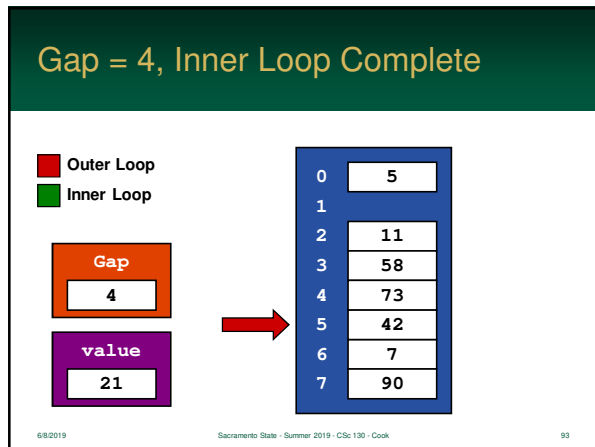 Gap = 4, Inner Loop Complete
Outer Loop
Inner Loop
Gap
4
value
21
0 5
1
2 11
3 58
4 73
5 42
6 7
7 90
6/8/2019 Sacramento State - Summer 2019 - CSc 130 - Cook 93